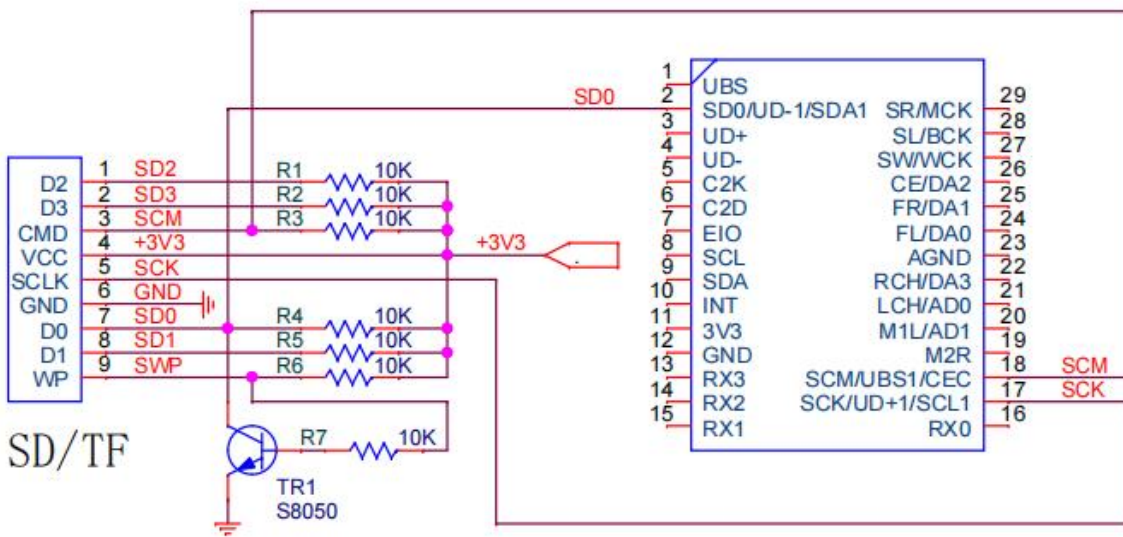 1 UBS
2 SD0 SD0/UD-1/SDA1 SR/MCK 29
3 UD+ SL/BCK 28
4 UD- SW/WCK 27
5 C2K CE/DA2 26
6 C2D FR/DA1 25
7 EIO FL/DA0 24
8 SCL AGND 23
9 SDA RCH/DA3 22
10 INT LCH/AD0 21
11 3V3 M1L/AD1 20
12 GND M2R 19
13 RX3 SCM/UBS1/CEC 18 SCM
14 RX2 SCK/UD+1/SCL1 17 SCK
15 RX1 RX0 16
D2 1 SD2 R1 10K
D3 2 SD3 R2 10K
CMD 3 SCM R3 10K
VCC 4 +3V3 +3V3
SCLK 5 SCK
GND 6 GND
D0 7 SD0 R4 10K
D1 8 SD1 R5 10K
WP 9 SWP R6 10K
SD/TF
R7 10K
TR1
S8050